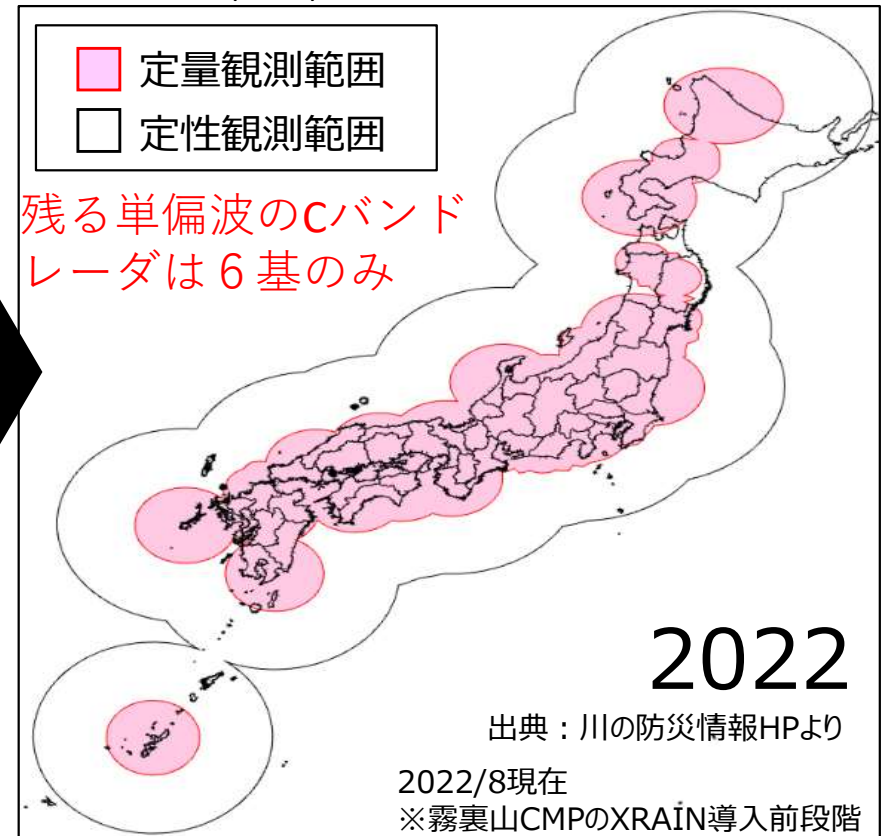 定量観測範囲
定性観測範囲
残る単偏波のCバンド
レーダは６基のみ
2022
出典：川の防災情報HPより
2022/8現在
※霧裏山CMPのXRAIN導入前段階